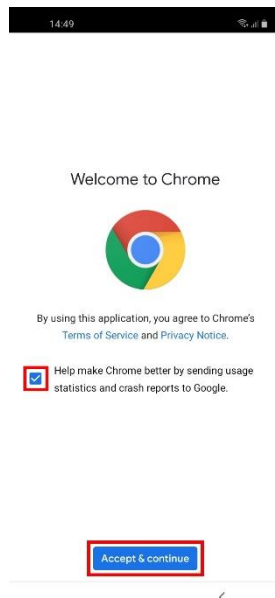 14:49
Welcome to Chrome
By using this application, you agree to Chrome's
Terms of Service and Privacy Notice.
Help make Chrome better by sending usage
statistics and crash reports to Google.
Accept & continue